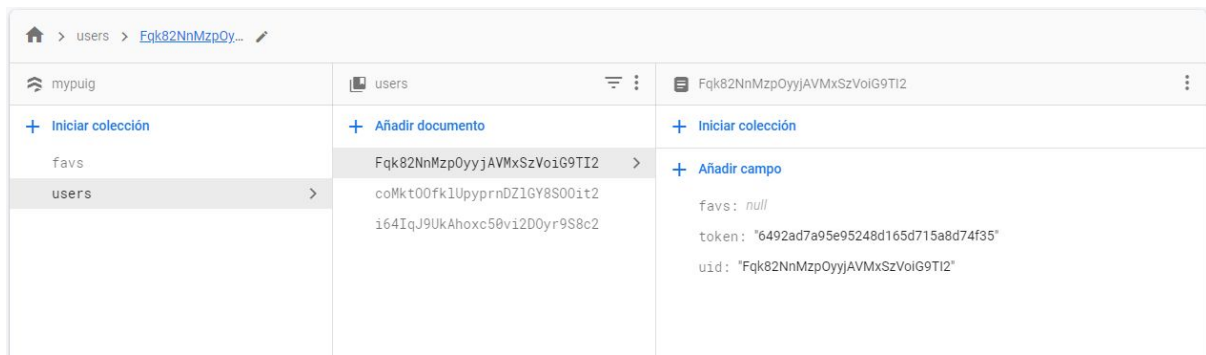 > users > Fqk82NnMzpOy...
mypuig
users
Fqk82NnMzpOyyjAVMxSzVoiG9TI2
+ Iniciar colección
+ Añadir documento
+ Iniciar colección
favs
Fqk82NnMzpOyyjAVMxSzVoiG9TI2 >
+ Añadir campo
users >
coMktOOfklUpyprnDZlGY8SOOit2
favs: null
i64IqJ9UkAhoxc50vi2DOyr9S8c2
token: "6492ad7a95e95248d165d715a8d74f35"
uid: "Fqk82NnMzpOyyjAVMxSzVoiG9TI2"